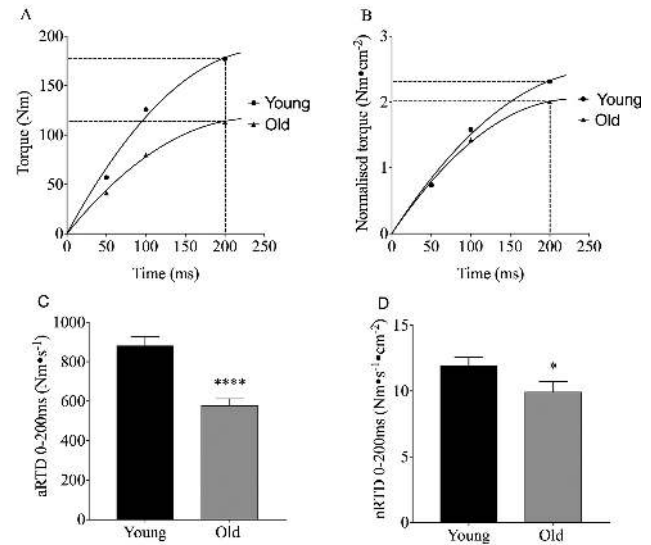 A
Torque (Nm)
200
150
100
50
0
0 50 100 150 200 250
Time (ms)
Young
Old
B
Normalised torque (Nm•cm-2)
3
2
1
0
0 50 100 150 200 250
Time (ms)
Young
Old
C
aRTD 0-200ms (Nm•s-1)
1000
800
600
400
200
0
****
Young Old
D
nRTD 0-200ms (Nm•s-1•cm-2)
15
10
5
0
*
Young Old